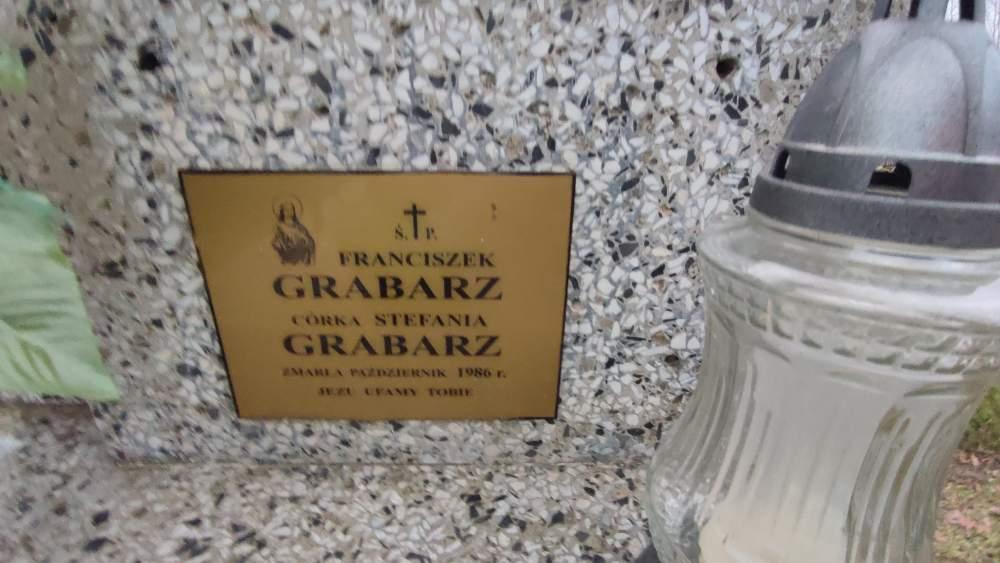 Ś. P.
FRANCISZEK
GRABARZ
CÓRKA STEFANIA
GRABARZ
ZMARŁA PAŹDZIERNIK 1986 r.
JEZU UFAMY TOBIE